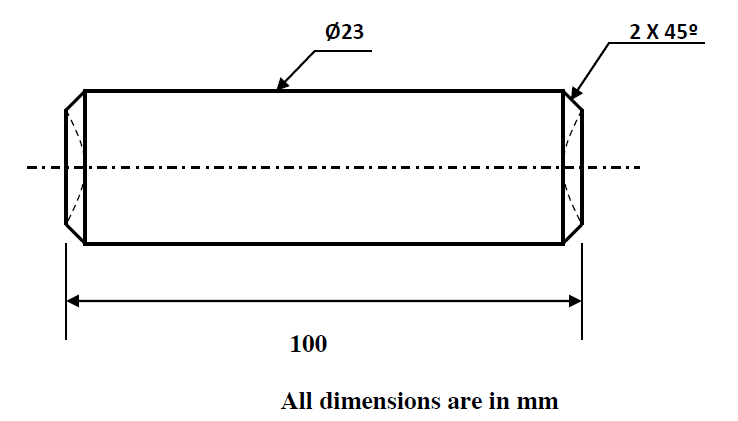 Ø23
2 X 45º
100
All dimensions are in mm